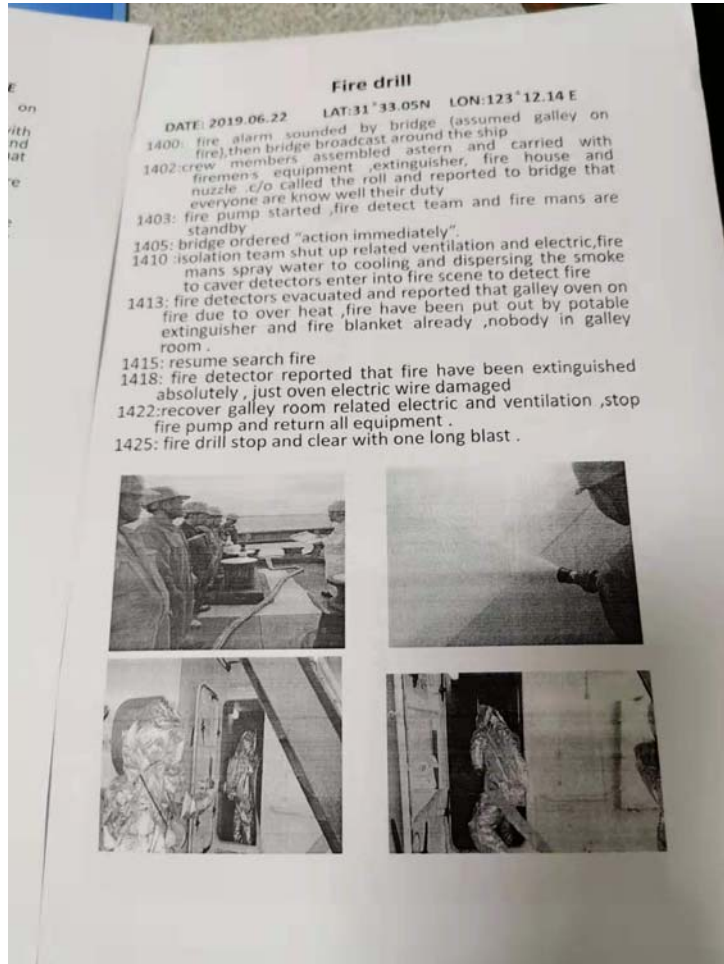 Fire drill
DATE: 2019.06.22 LAT:31°33.05N LON:123°12.14 E
1400: fire alarm sounded by bridge (assumed galley on
fire),then bridge broadcast around the ship
1402:crew members assembled astern and carried with
firemen's equipment ,extinguisher, fire house and
nuzzle .c/o called the roll and reported to bridge that
everyone are know well their duty
1403: fire pump started ,fire detect team and fire mans are
standby
1405: bridge ordered "action immediately".
1410 :isolation team shut up related ventilation and electric,fire
mans spray water to cooling and dispersing the smoke
to caver detectors enter into fire scene to detect fire
1413: fire detectors evacuated and reported that galley oven on
fire due to over heat ,fire have been put out by potable
extinguisher and fire blanket already ,nobody in galley
room .
1415: resume search fire
1418: fire detector reported that fire have been extinguished
absolutely , just oven electric wire damaged
1422:recover galley room related electric and ventilation ,stop
fire pump and return all equipment .
1425: fire drill stop and clear with one long blast .
on